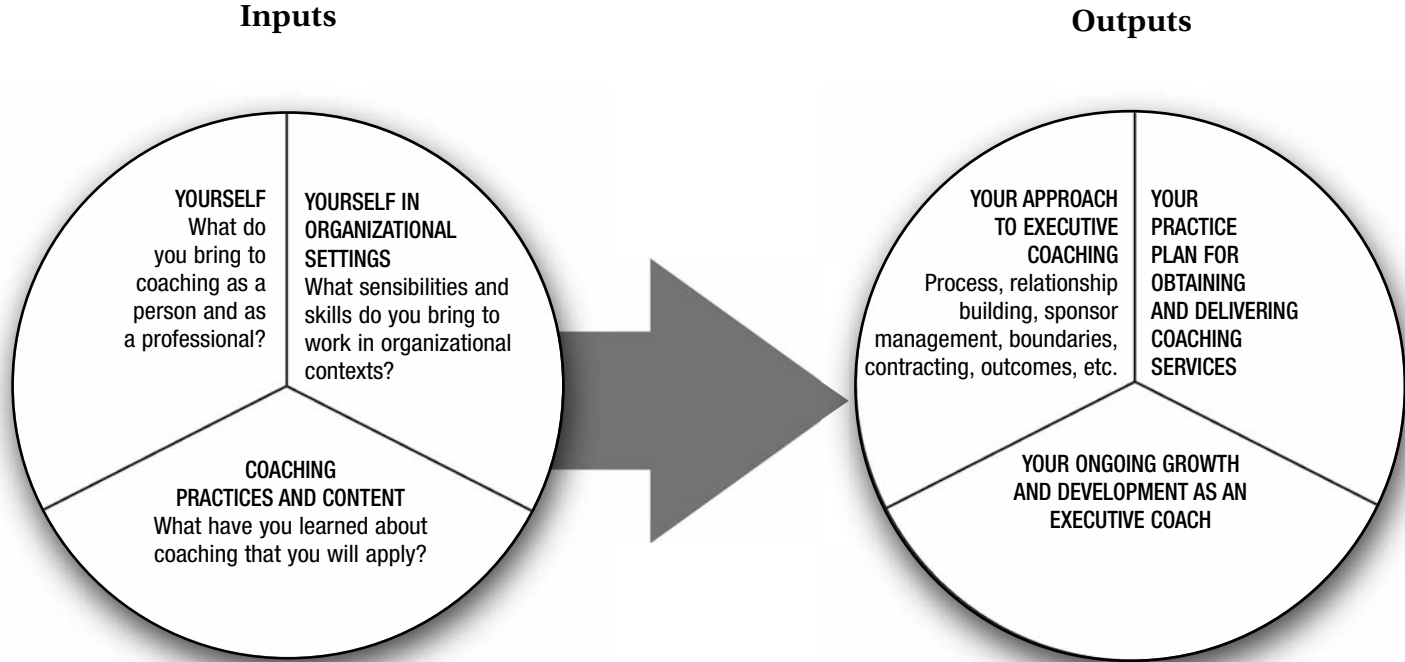 Inputs
Outputs
YOURSELF
What do
you bring to
coaching as a
person and as
a professional?
YOURSELF IN
ORGANIZATIONAL
SETTINGS
What sensibilities and
skills do you bring to
work in organizational
contexts?
COACHING
PRACTICES AND CONTENT
What have you learned about
coaching that you will apply?
YOUR APPROACH
TO EXECUTIVE
COACHING
Process, relationship
building, sponsor
management, boundaries,
contracting, outcomes, etc.
YOUR
PRACTICE
PLAN FOR
OBTAINING
AND DELIVERING
COACHING
SERVICES
YOUR ONGOING GROWTH
AND DEVELOPMENT AS AN
EXECUTIVE COACH